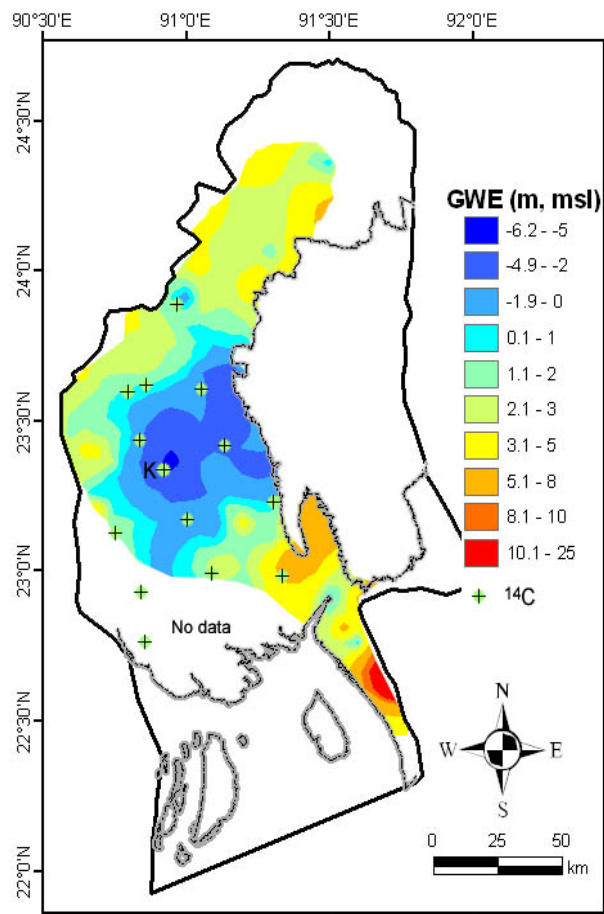 90°30'E 91°0'E 91°30'E 92°0'E
24°30'N
24°0'N
23°30'N
23°0'N
22°30'N
22°0'N
GWE (m, msl)
-6.2 - -5
-4.9 - -2
-1.9 - 0
0.1 - 1
1.1 - 2
2.1 - 3
3.1 - 5
5.1 - 8
8.1 - 10
10.1 - 25
¹⁴C
K
No data
N
W E
S
0 25 50
km